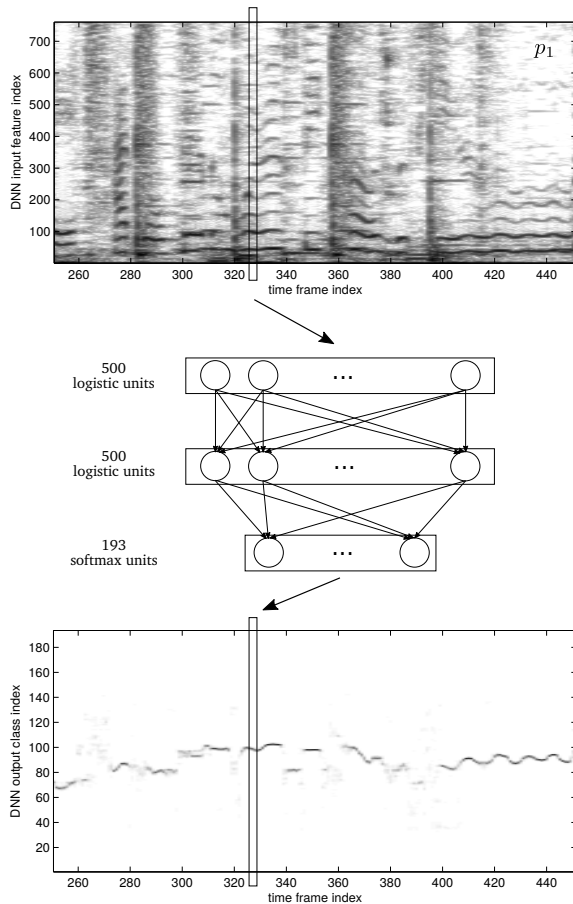 700
600
500
400
300
200
100
DNN input feature index
p1
260 280 300 320 340 360 380 400 420 440
time frame index
500
logistic units
...
500
logistic units
...
193
softmax units
...
180
160
140
120
100
80
60
40
20
DNN output class index
260 280 300 320 340 360 380 400 420 440
time frame index